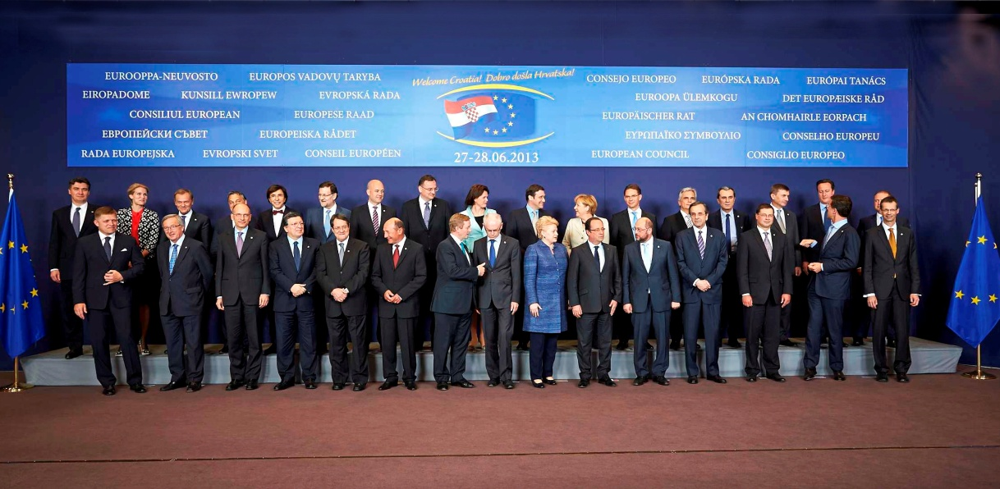 Welcome Croatia! Dobro došla Hrvatska!
EUROOPPA-NEUVOSTO EUROPOS VADOVŲ TARYBA
EIROPADOME KUNSILL EWROPEW EVROPSKÁ RADA
CONSILIUL EUROPEAN EUROPESE RAAD
ЕВРОПЕЙСКИ СЪВЕТ EUROPEISKA RÅDET
RADA EUROPEJSKA EVROPSKI SVET CONSEIL EUROPÉEN
27-28.06.2013
CONSEJO EUROPEO EURÓPSKA RADA EURÓPAI TANÁCS
EUROOPA ÜLEMKOGU DET EUROPÆISKE RÅD
EUROPÄISCHER RAT AN CHOMHAIRLE EORPACH
ΕΥΡΩΠΑΪΚΟ ΣΥΜΒΟΥΛΙΟ CONSELHO EUROPEU
EUROPEAN COUNCIL CONSIGLIO EUROPEO